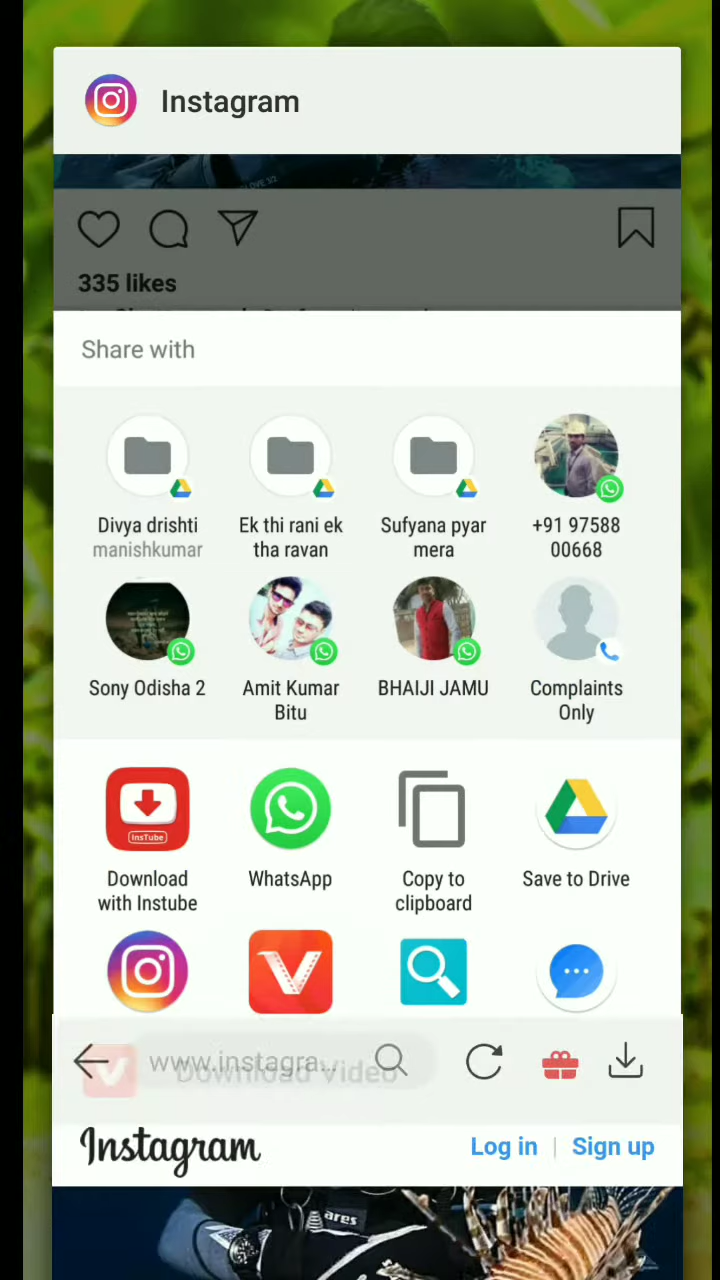 Instagram
335 likes
Share with
Divya drishti
manishkumar
Ek thi rani ek
tha ravan
Sufyana pyar
mera
+91 97588
00668
Sony Odisha 2
Amit Kumar
Bitu
BHAIJI JAMU
Complaints
Only
InsTube
Download
with Instube
WhatsApp
Copy to
clipboard
Save to Drive
www.instagra...
Download Video
Instagram
Log in | Sign up
ares